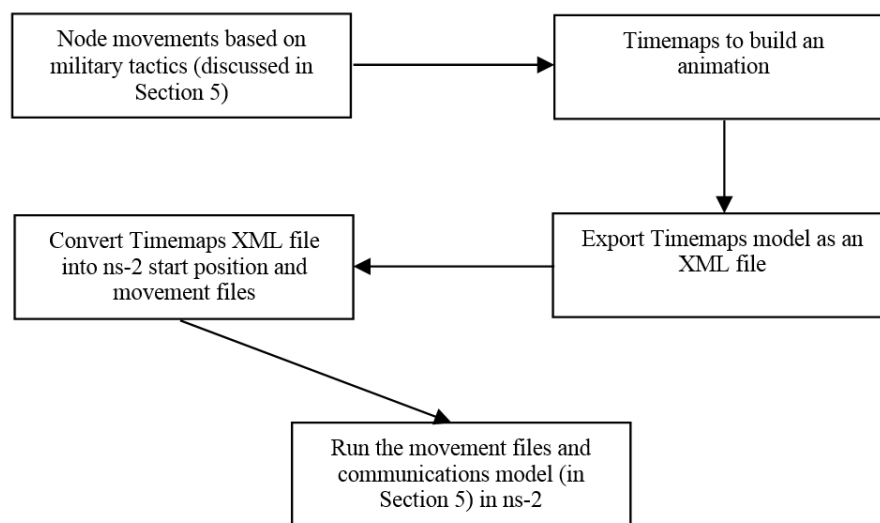 Node movements based on
military tactics (discussed in
Section 5)
Timemaps to build an
animation
Export Timemaps model as an
XML file
Convert Timemaps XML file
into ns-2 start position and
movement files
Run the movement files and
communications model (in
Section 5) in ns-2